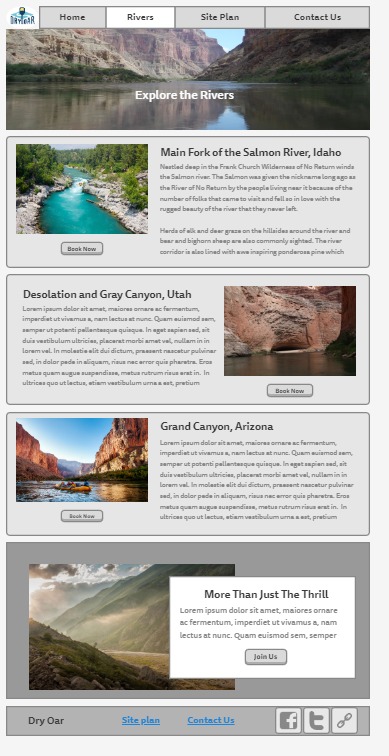 DRYOAR
Home
Rivers
Site Plan
Contact Us
Explore the Rivers
Main Fork of the Salmon River, Idaho
Nestled deep in the Frank Church Wilderness of No Return winds
the Salmon river. The Salmon was given the nickname long ago as
the River of No Return by the people living near it because of the
number of folks that came to visit and fell so in love with the
rugged beauty of the river that they never left.
Herds of elk and deer graze on the hillsides around the river and
bear and bighorn sheep are also commonly sighted. The river
corridor is also lined with awe inspiring ponderosa pine which
Book Now
Desolation and Gray Canyon, Utah
Lorem ipsum dolor sit amet, maiores ornare ac fermentum,
imperdiet ut vivamus a, nam lectus at nunc. Quam euismod sem,
semper ut potenti pellentesque quisque. In eget sapien sed, sit
duis vestibulum ultricies, placerat morbi amet vel, nullam in in
lorem vel. In molestie elit dui dictum, praesent nascetur pulvinar
sed, in dolor pede in aliquam, risus nec error quis pharetra. Eros
metus quam augue suspendisse, metus rutrum risus erat in. In
ultrices quo ut lectus, etiam vestibulum urna a est, pretium
Book Now
Grand Canyon, Arizona
Lorem ipsum dolor sit amet, maiores ornare ac fermentum,
imperdiet ut vivamus a, nam lectus at nunc. Quam euismod sem,
semper ut potenti pellentesque quisque. In eget sapien sed, sit
duis vestibulum ultricies, placerat morbi amet vel, nullam in in
lorem vel. In molestie elit dui dictum, praesent nascetur pulvinar
sed, in dolor pede in aliquam, risus nec error quis pharetra. Eros
metus quam augue suspendisse, metus rutrum risus erat in. In
ultrices quo ut lectus, etiam vestibulum urna a est, pretium
Book Now
More Than Just The Thrill
Lorem ipsum dolor sit amet, maiores ornare
ac fermentum, imperdiet ut vivamus a, nam
lectus at nunc. Quam euismod sem, semper
Join Us
Dry Oar
Site plan
Contact Us